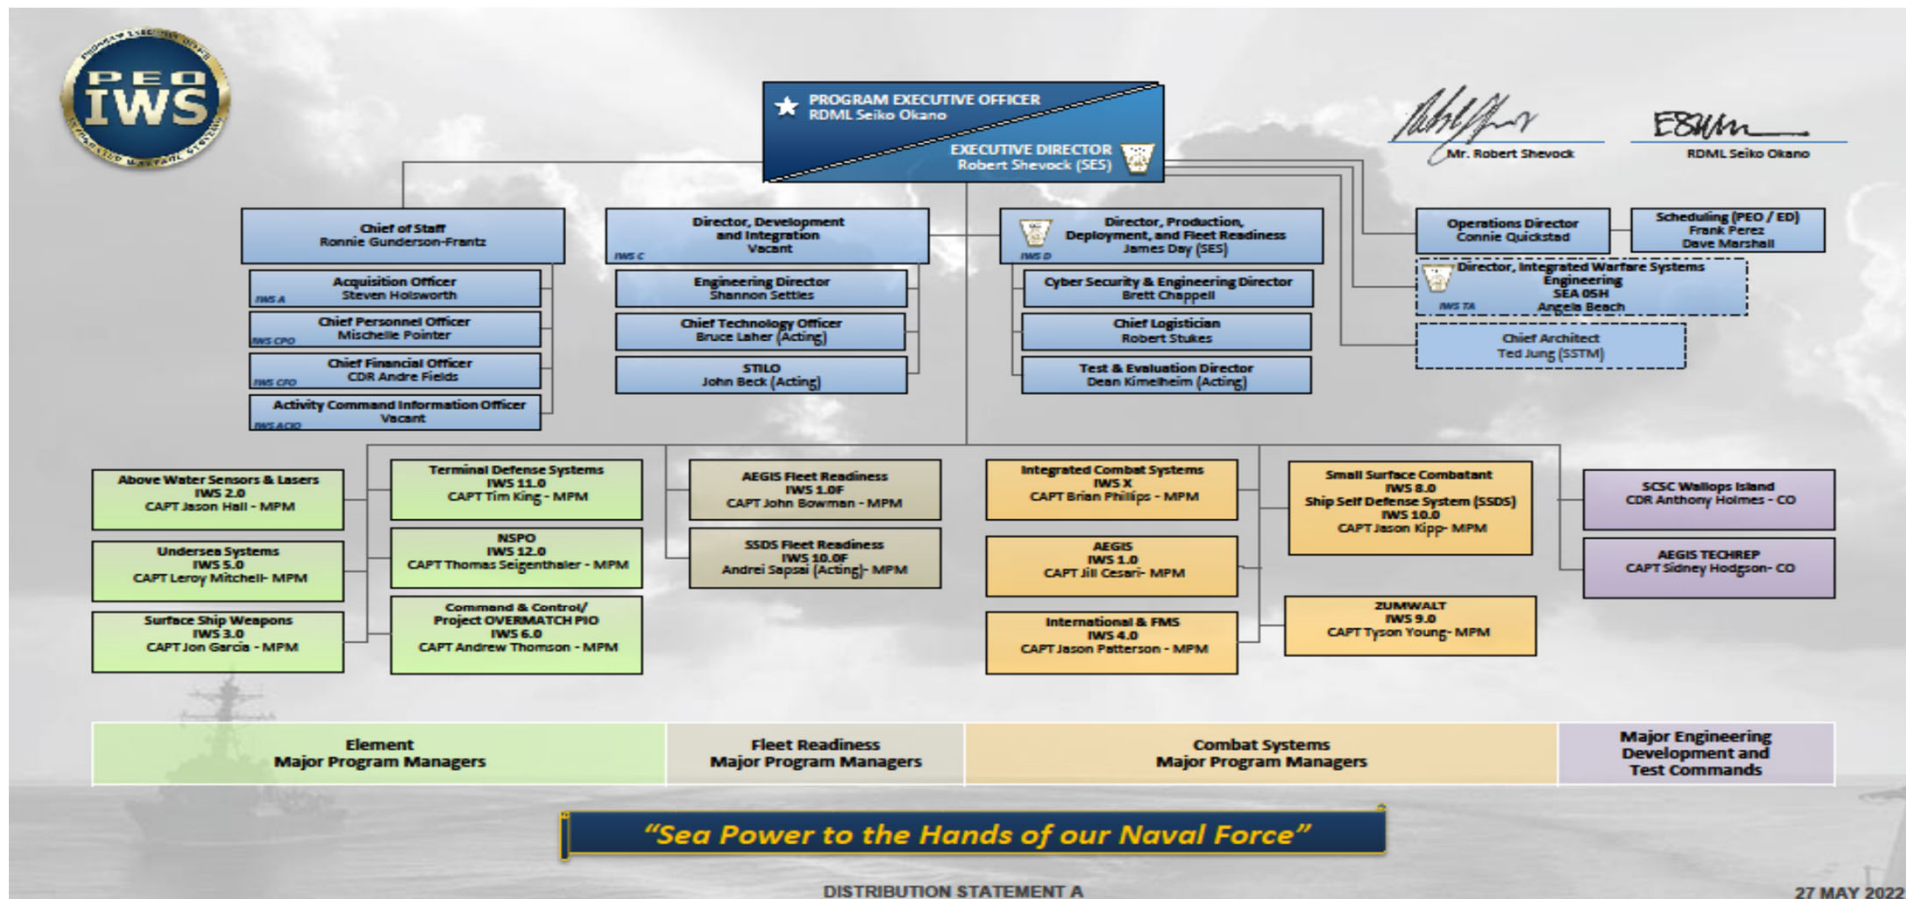 PROGRAM EXECUTIVE OFFICE
PEO
IWS
INTEGRATED WARFARE SYSTEMS
PROGRAM EXECUTIVE OFFICER
RDML Seiko Okano
EXECUTIVE DIRECTOR
Robert Shevock (SES)
Mr. Robert Shevock
RDML Seiko Okano
Chief of Staff
Ronnie Gunderson-Frantz
Acquisition Officer
Steven Holsworth
IWS A
Chief Personnel Officer
Mischelle Pointer
IWS CPO
Chief Financial Officer
CDR Andre Fields
IWS CFO
Activity Command Information Officer
Vacant
IWS ACIO
Director, Development
and Integration
Vacant
IWS C
Engineering Director
Shannon Settles
Chief Technology Officer
Bruce Laher (Acting)
STILO
John Beck (Acting)
Director, Production,
Deployment, and Fleet Readiness
James Day (SES)
IWS D
Cyber Security & Engineering Director
Brett Chappell
Chief Logistician
Robert Stukes
Test & Evaluation Director
Dean Kimelheim (Acting)
Operations Director
Connie Quickstad
Scheduling (PEO / ED)
Frank Perez
Dave Marshall
Director, Integrated Warfare Systems
Engineering
SEA 05H
Angela Beach
IWS TA
Chief Architect
Ted Jung (SSTM)
Above Water Sensors & Lasers
IWS 2.0
CAPT Jason Hall - MPM
Undersea Systems
IWS 5.0
CAPT Leroy Mitchell- MPM
Surface Ship Weapons
IWS 3.0
CAPT Jon Garcia - MPM
Terminal Defense Systems
IWS 11.0
CAPT Tim King - MPM
NSPO
IWS 12.0
CAPT Thomas Seigenthaler - MPM
Command & Control/
Project OVERMATCH PIO
IWS 6.0
CAPT Andrew Thomson - MPM
AEGIS Fleet Readiness
IWS 1.0F
CAPT John Bowman - MPM
SSDS Fleet Readiness
IWS 10.0F
Andrei Sapsai (Acting)- MPM
Integrated Combat Systems
IWS X
CAPT Brian Phillips - MPM
AEGIS
IWS 1.0
CAPT Jill Cesari- MPM
International & FMS
IWS 4.0
CAPT Jason Patterson - MPM
Small Surface Combatant
IWS 8.0
Ship Self Defense System (SSDS)
IWS 10.0
CAPT Jason Kipp- MPM
ZUMWALT
IWS 9.0
CAPT Tyson Young- MPM
SCSC Wallops Island
CDR Anthony Holmes - CO
AEGIS TECHREP
CAPT Sidney Hodgson- CO
Element
Major Program Managers
Fleet Readiness
Major Program Managers
Combat Systems
Major Program Managers
Major Engineering
Development and
Test Commands
“Sea Power to the Hands of our Naval Force”
DISTRIBUTION STATEMENT A
27 MAY 2022